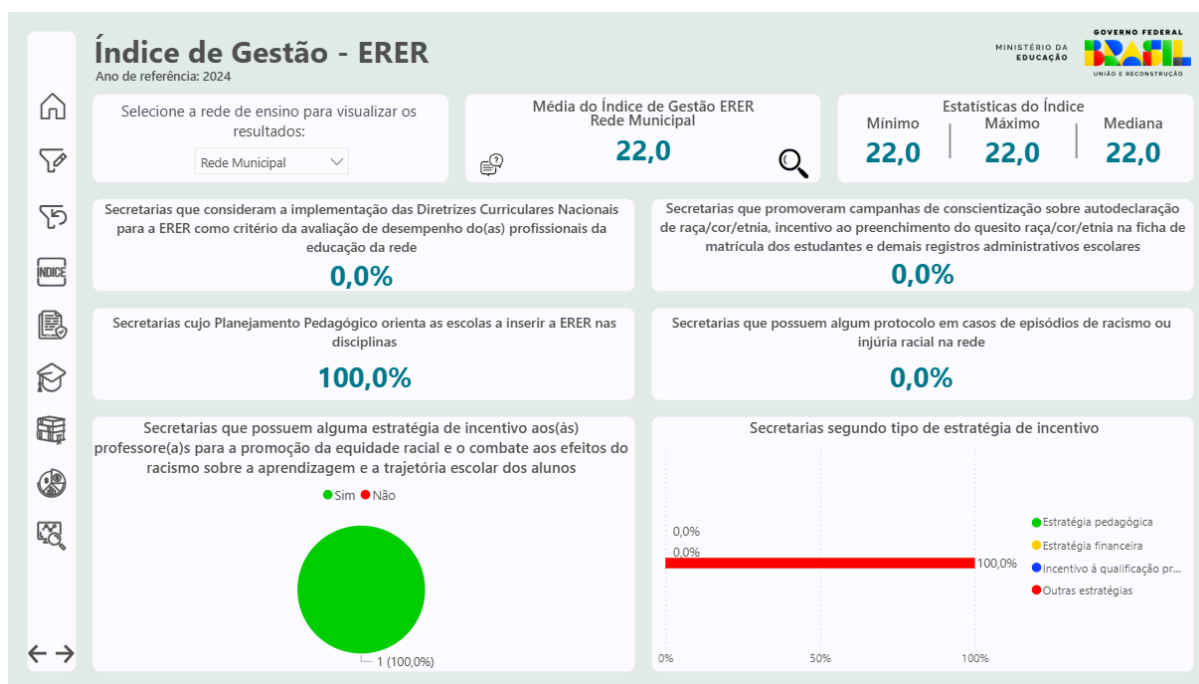 Índice de Gestão - ERER
Ano de referência: 2024
MINISTÉRIO DA
EDUCAÇÃO
GOVERNO FEDERAL
BRASIL
UNIÃO E RECONSTRUÇÃO
Selecione a rede de ensino para visualizar os
resultados:
Rede Municipal
Média do Índice de Gestão ERER
Rede Municipal
22,0
Estatísticas do Índice
Mínimo
22,0
Máximo
22,0
Mediana
22,0
ÍNDICE
Secretarias que consideram a implementação das Diretrizes Curriculares Nacionais
para a ERER como critério da avaliação de desempenho do(as) profissionais da
educação da rede
0,0%
Secretarias que promoveram campanhas de conscientização sobre autodeclaração
de raça/cor/etnia, incentivo ao preenchimento do quesito raça/cor/etnia na ficha de
matrícula dos estudantes e demais registros administrativos escolares
0,0%
Secretarias cujo Planejamento Pedagógico orienta as escolas a inserir a ERER nas
disciplinas
100,0%
Secretarias que possuem algum protocolo em casos de episódios de racismo ou
injúria racial na rede
0,0%
Secretarias que possuem alguma estratégia de incentivo aos(às)
professore(a)s para a promoção da equidade racial e o combate aos efeitos do
racismo sobre a aprendizagem e a trajetória escolar dos alunos
Sim Não
1 (100,0%)
Secretarias segundo tipo de estratégia de incentivo
0,0%
0,0%
100,0%
Estratégia pedagógica
Estratégia financeira
Incentivo à qualificação pr...
Outras estratégias
0% 50% 100%